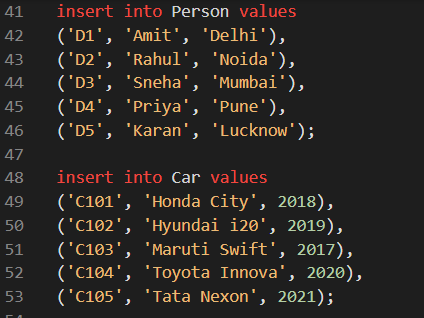 41 insert into Person values
42 ('D1', 'Amit', 'Delhi'),
43 ('D2', 'Rahul', 'Noida'),
44 ('D3', 'Sneha', 'Mumbai'),
45 ('D4', 'Priya', 'Pune'),
46 ('D5', 'Karan', 'Lucknow');
47
48 insert into Car values
49 ('C101', 'Honda City', 2018),
50 ('C102', 'Hyundai i20', 2019),
51 ('C103', 'Maruti Swift', 2017),
52 ('C104', 'Toyota Innova', 2020),
53 ('C105', 'Tata Nexon', 2021);